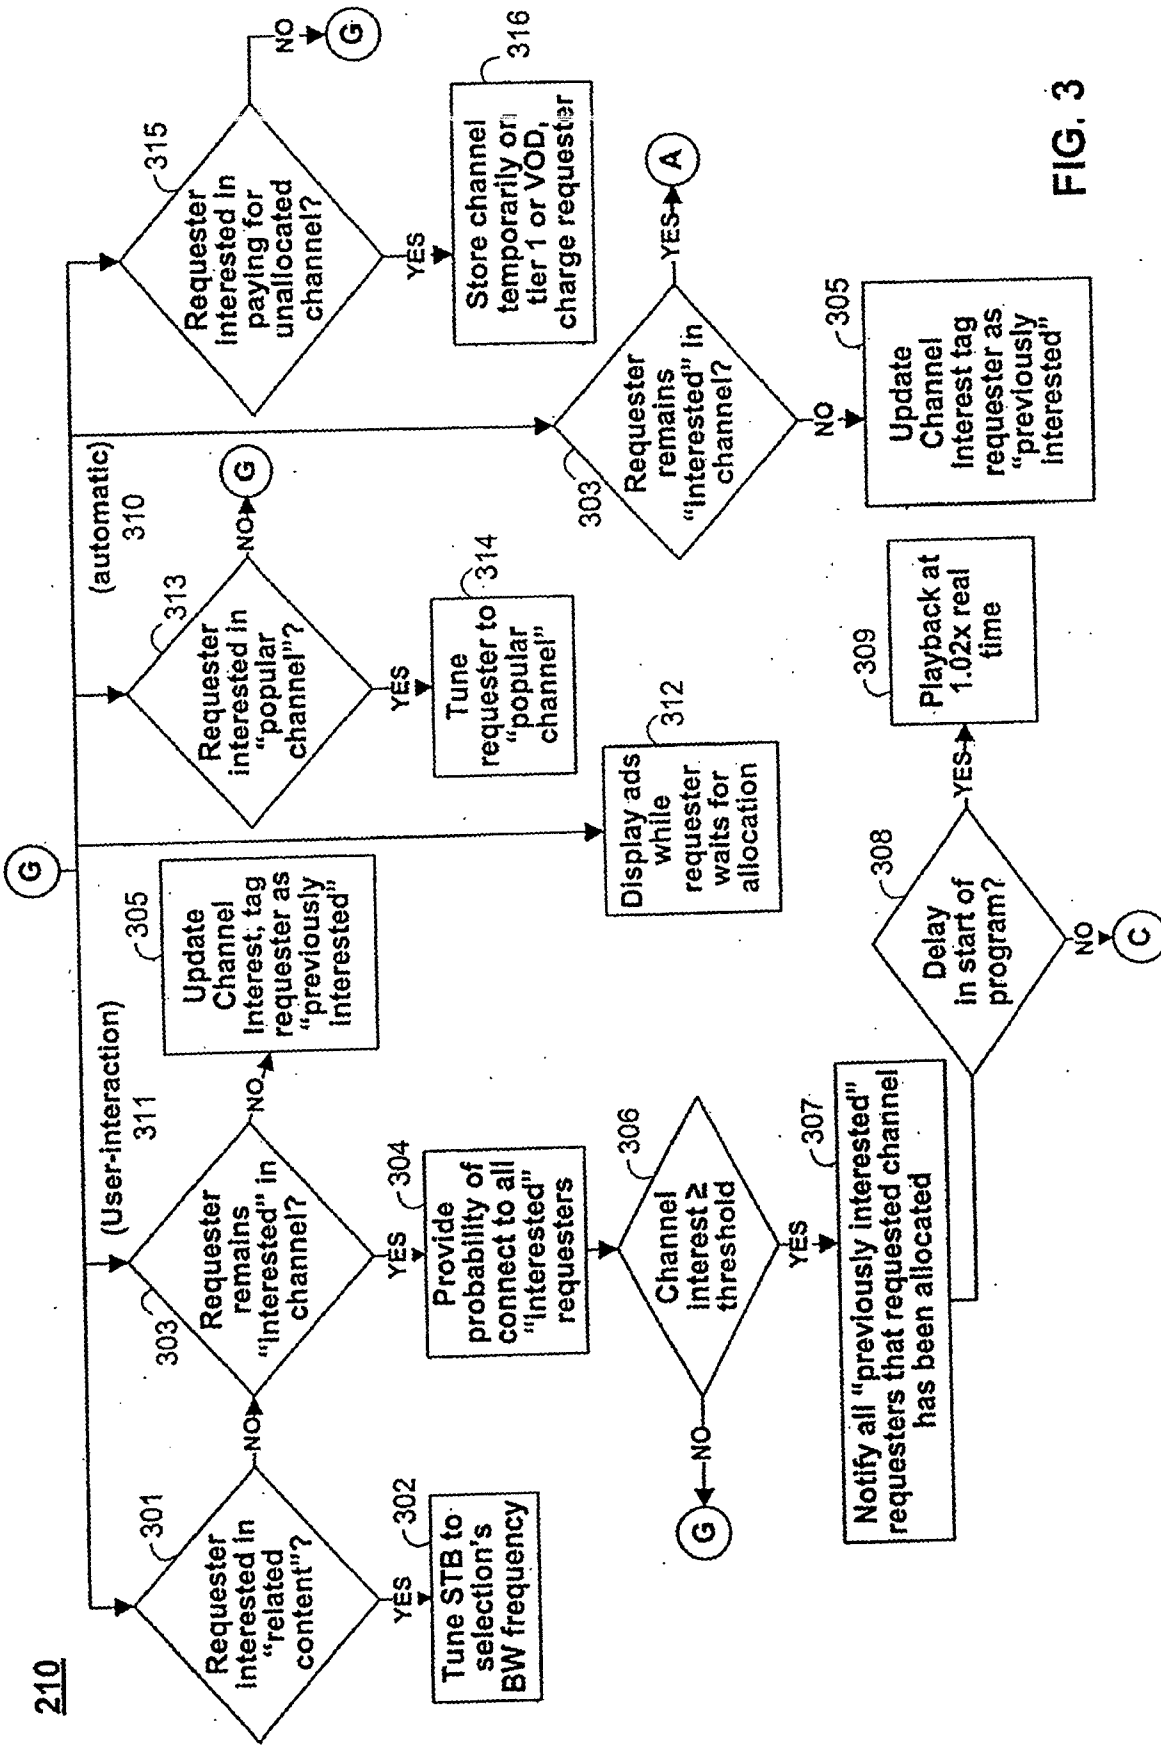 210
G
(User-interaction)
311
(automatic)
310
301
Requester
interested in
“related
content”?
YES
NO
302
Tune STB to
selection's
BW frequency
303
Requester
remains
“interested” in
channel?
NO
YES
305
Update
Channel
Interest, tag
requester as
“previously
interested”
304
Provide
probability of
connect to all
“interested”
requesters
306
Channel
interest ≥
threshold
NO
G
YES
307
Notify all “previously interested”
requesters that requested channel
has been allocated
308
Delay
in start of
program?
YES
NO
C
309
Playback at
1.02x real
time
312
Display ads
while
requester
waits for
allocation
313
Requester
interested in
“popular
channel”?
NO
G
YES
314
Tune
requester to
“popular
channel”
303
Requester
remains
“interested” in
channel?
YES
A
NO
305
Update
Channel
Interest tag
requester as
“previously
interested”
315
Requester
interested in
paying for
unallocated
channel?
NO
G
YES
316
Store channel
temporarily on
tier 1 or VOD,
charge requester
FIG. 3